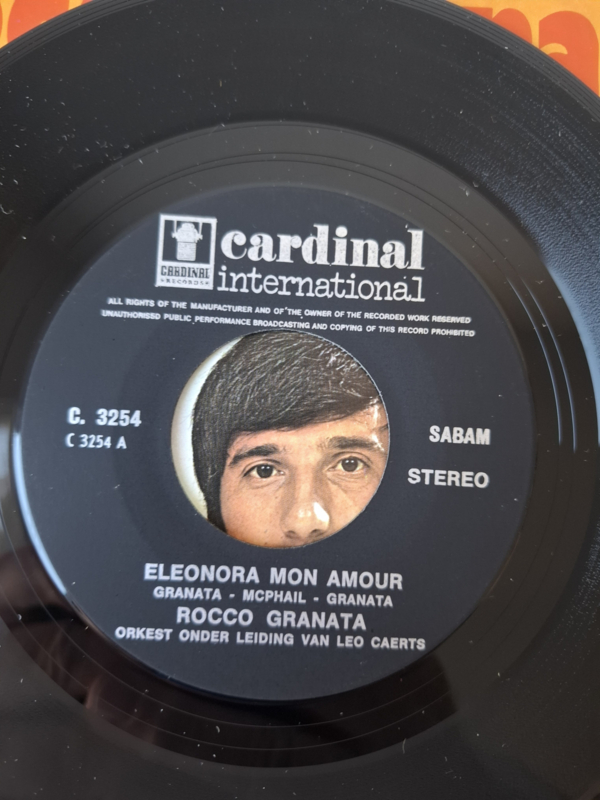 cardinal
international
CARDINAL
RECORDS
ALL RIGHTS OF THE MANUFACTURER AND OF THE OWNER OF THE RECORDED WORK RESERVED
UNAUTHORISSD PUBLIC PERFORMANCE BROADCASTING AND COPYING OF THIS RECORD PROHIBITED
C. 3254
C 3254 A
SABAM
STEREO
ELEONORA MON AMOUR
GRANATA - MCPHAIL - GRANATA
ROCCO GRANATA
ORKEST ONDER LEIDING VAN LEO CAERTS